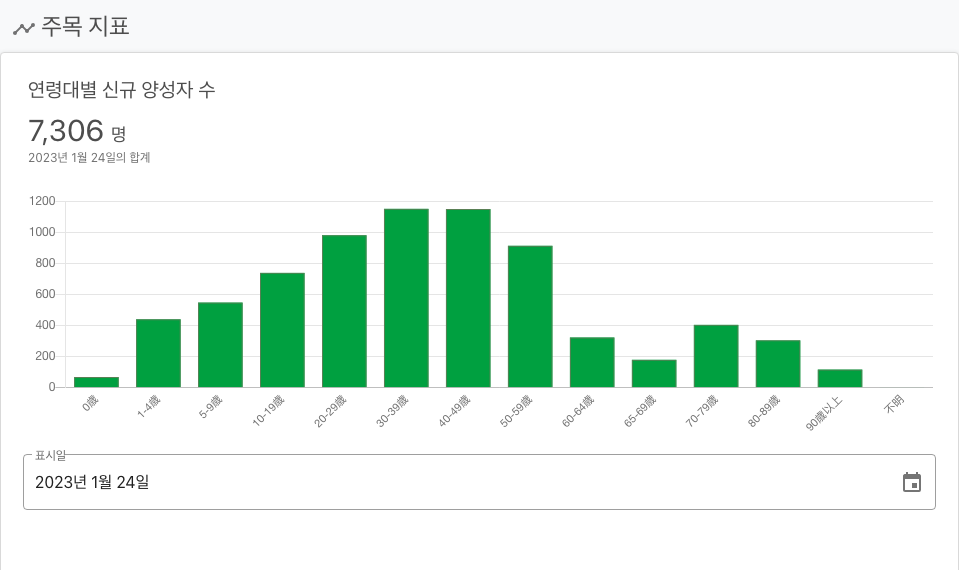 주목 지표
연령대별 신규 양성자 수
7,306 명
2023년 1월 24일의 합계
1200
1000
800
600
400
200
0
0歳
1-4歳
5-9歳
10-19歳
20-29歳
30-39歳
40-49歳
50-59歳
60-64歳
65-69歳
70-79歳
80-89歳
90歳以上
不明
표시일
2023년 1월 24일